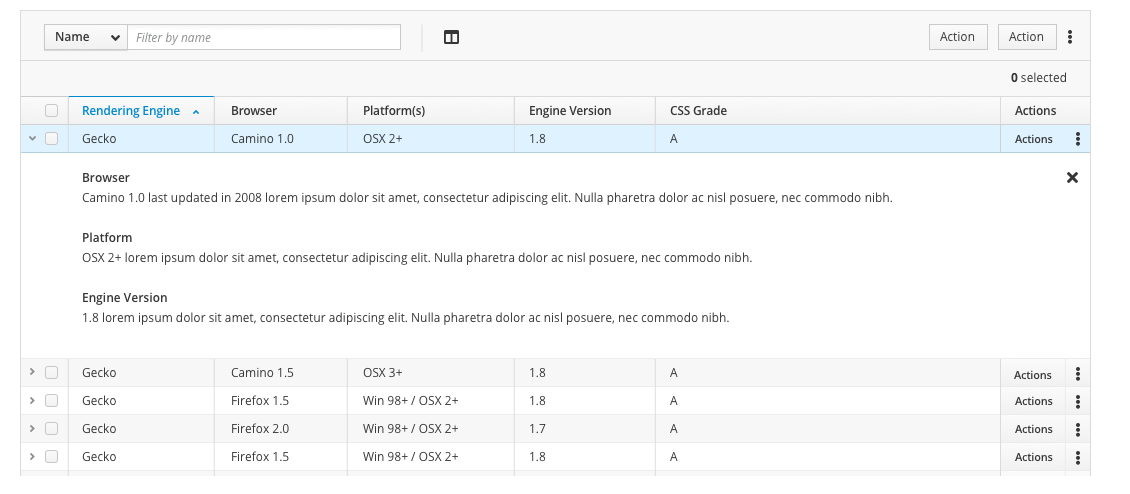 Name Filter by name Action Action
0 selected
Rendering Engine Browser Platform(s) Engine Version CSS Grade Actions
Gecko Camino 1.0 OSX 2+ 1.8 A Actions
Browser
Camino 1.0 last updated in 2008 lorem ipsum dolor sit amet, consectetur adipiscing elit. Nulla pharetra dolor ac nisl posuere, nec commodo nibh.
Platform
OSX 2+ lorem ipsum dolor sit amet, consectetur adipiscing elit. Nulla pharetra dolor ac nisl posuere, nec commodo nibh.
Engine Version
1.8 lorem ipsum dolor sit amet, consectetur adipiscing elit. Nulla pharetra dolor ac nisl posuere, nec commodo nibh.
Gecko Camino 1.5 OSX 3+ 1.8 A Actions
Gecko Firefox 1.5 Win 98+ / OSX 2+ 1.8 A Actions
Gecko Firefox 2.0 Win 98+ / OSX 2+ 1.7 A Actions
Gecko Firefox 1.5 Win 98+ / OSX 2+ 1.8 A Actions